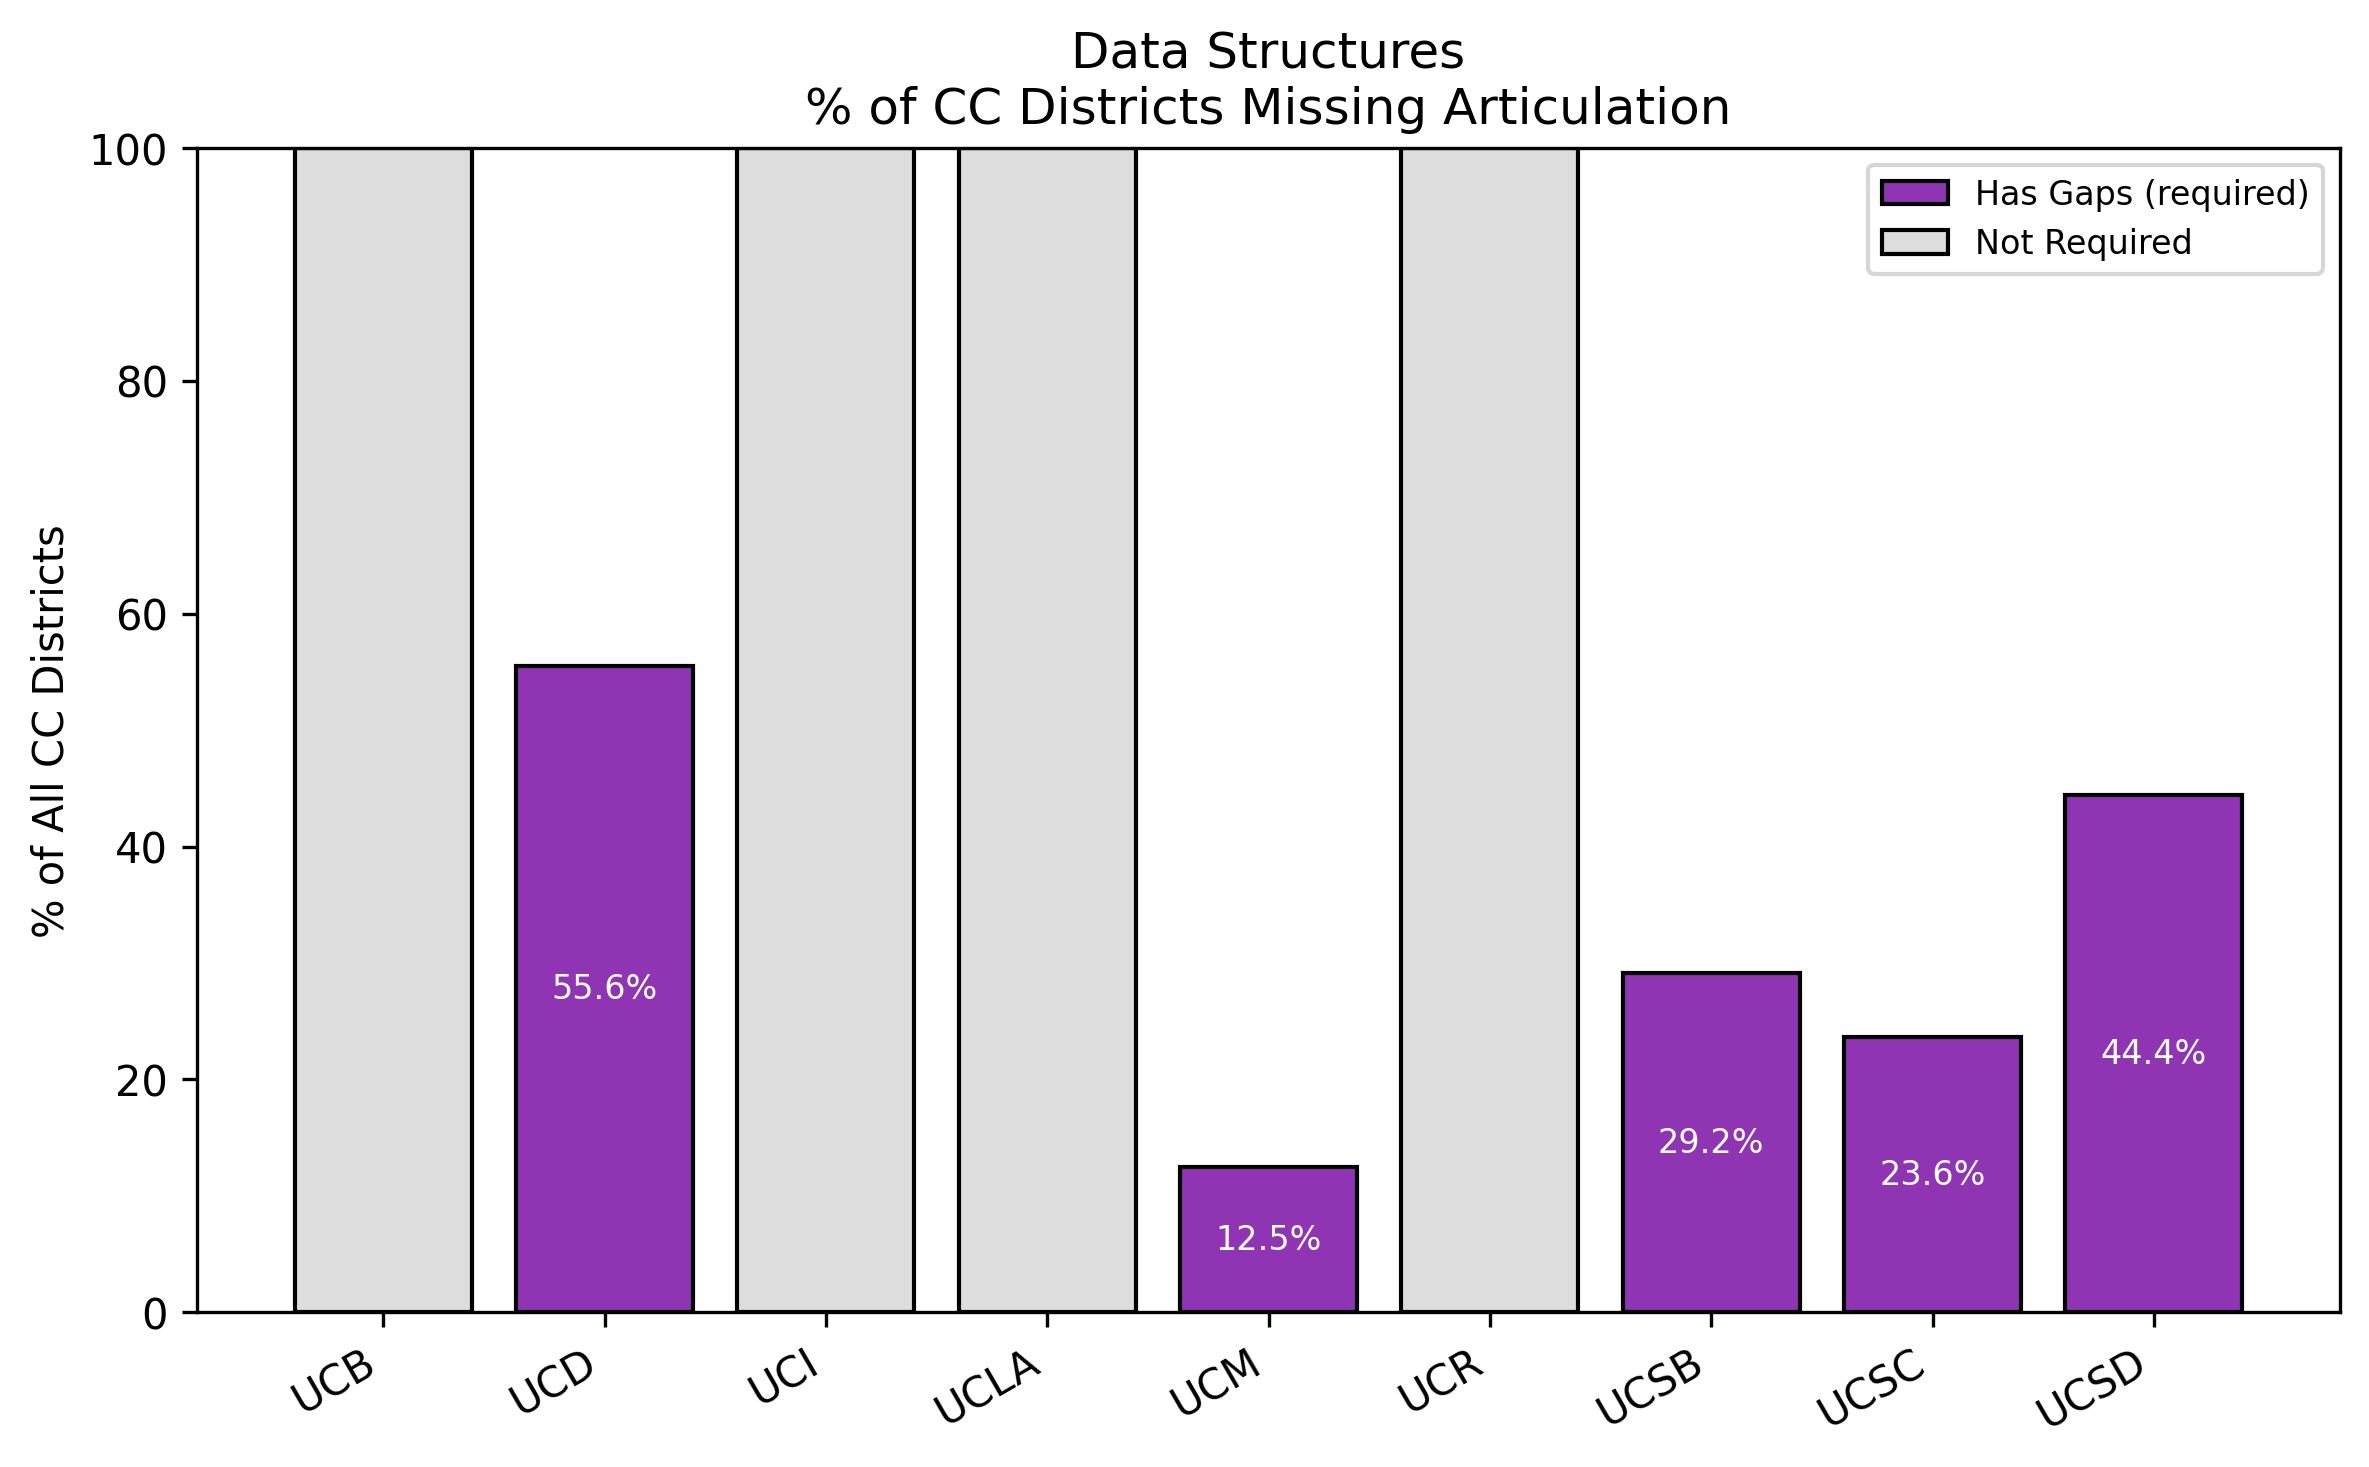 Data Structures
% of CC Districts Missing Articulation
% of All CC Districts
100
80
60
40
20
0
Has Gaps (required)
Not Required
55.6%
12.5%
29.2%
23.6%
44.4%
UCB
UCD
UCI
UCLA
UCM
UCR
UCSB
UCSC
UCSD